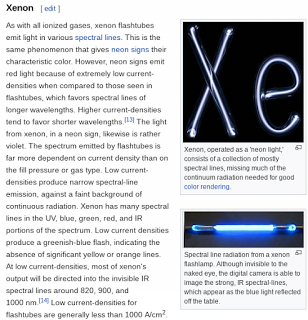 Xenon [ edit ]
As with all ionized gases, xenon flashtubes
emit light in various spectral lines. This is the
same phenomenon that gives neon signs their
characteristic color. However, neon signs emit
red light because of extremely low current-
densities when compared to those seen in
flashtubes, which favors spectral lines of
longer wavelengths. Higher current-densities
tend to favor shorter wavelengths.[13] The light
from xenon, in a neon sign, likewise is rather
violet. The spectrum emitted by flashtubes is
far more dependent on current density than on
the fill pressure or gas type. Low current-
densities produce narrow spectral-line
emission, against a faint background of
continuous radiation. Xenon has many spectral
lines in the UV, blue, green, red, and IR
portions of the spectrum. Low current densities
produce a greenish-blue flash, indicating the
absence of significant yellow or orange lines.
At low current-densities, most of xenon's
output will be directed into the invisible IR
spectral lines around 820, 900, and
1000 nm.[14] Low current-densities for
flashtubes are generally less than 1000 A/cm2.
Xe
Xenon, operated as a 'neon light,'
consists of a collection of mostly
spectral lines, missing much of the
continuum radiation needed for good
color rendering.
Spectral line radiation from a xenon
flashlamp. Although invisible to the
naked eye, the digital camera is able to
image the strong, IR spectral-lines,
which appear as the blue light reflected
off the table.